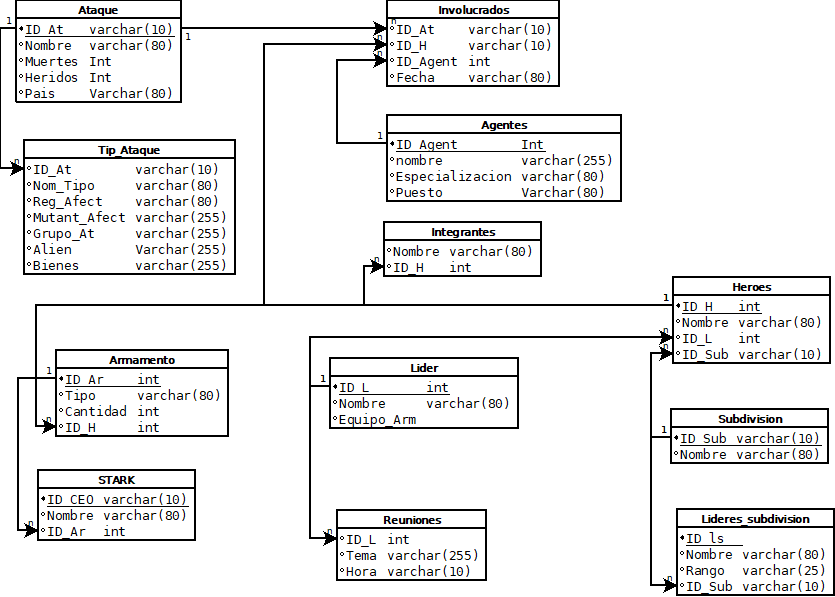 Ataque
ID_At varchar(10)
Nombre varchar(80)
Muertes Int
Heridos Int
Pais Varchar(80)
1
1
Involucrados
n
ID_At varchar(10)
n
ID_H varchar(10)
n
ID_Agent int
Fecha varchar(80)
Agentes
1
ID_Agent Int
nombre varchar(255)
Especializacion varchar(80)
Puesto Varchar(80)
Tip_Ataque
n
ID_At varchar(10)
Nom_Tipo varchar(80)
Reg_Afect varchar(80)
Mutant_Afect varchar(255)
Grupo_At varchar(255)
Alien Varchar(255)
Bienes varchar(255)
Integrantes
Nombre varchar(80)
n
ID_H int
Heroes
1
ID_H int
Nombre varchar(80)
n
ID_L int
n
ID_Sub varchar(10)
Armamento
1
ID_Ar int
Tipo varchar(80)
Cantidad int
n
ID_H int
Lider
1
ID_L int
Nombre varchar(80)
Equipo_Arm
Subdivision
1
ID_Sub varchar(10)
Nombre varchar(80)
STARK
ID_CEO varchar(10)
Nombre varchar(80)
n
ID_Ar int
Reuniones
n
ID_L int
Tema varchar(255)
Hora varchar(10)
Lideres_subdivision
ID_ls
Nombre varchar(80)
Rango varchar(25)
n
ID_Sub varchar(10)